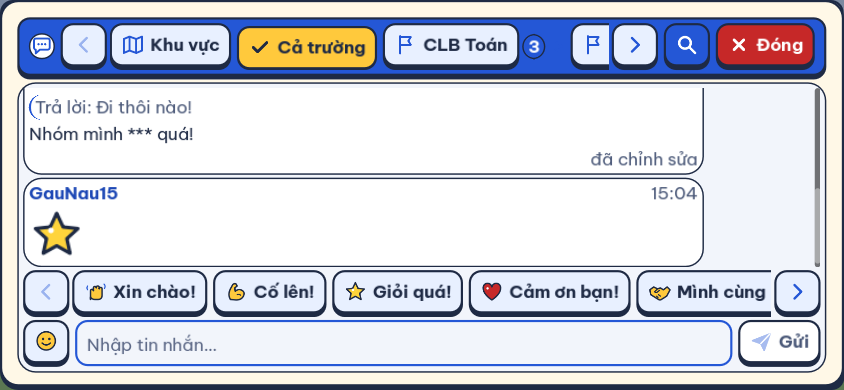 Khu vực
Cả trường
CLB Toán
3
Đóng
Trả lời: Đi thôi nào!
Nhóm mình *** quá!
đã chỉnh sửa
GauNau15
15:04
Xin chào!
Cố lên!
Giỏi quá!
Cảm ơn bạn!
Mình cùng
Nhập tin nhắn...
Gửi